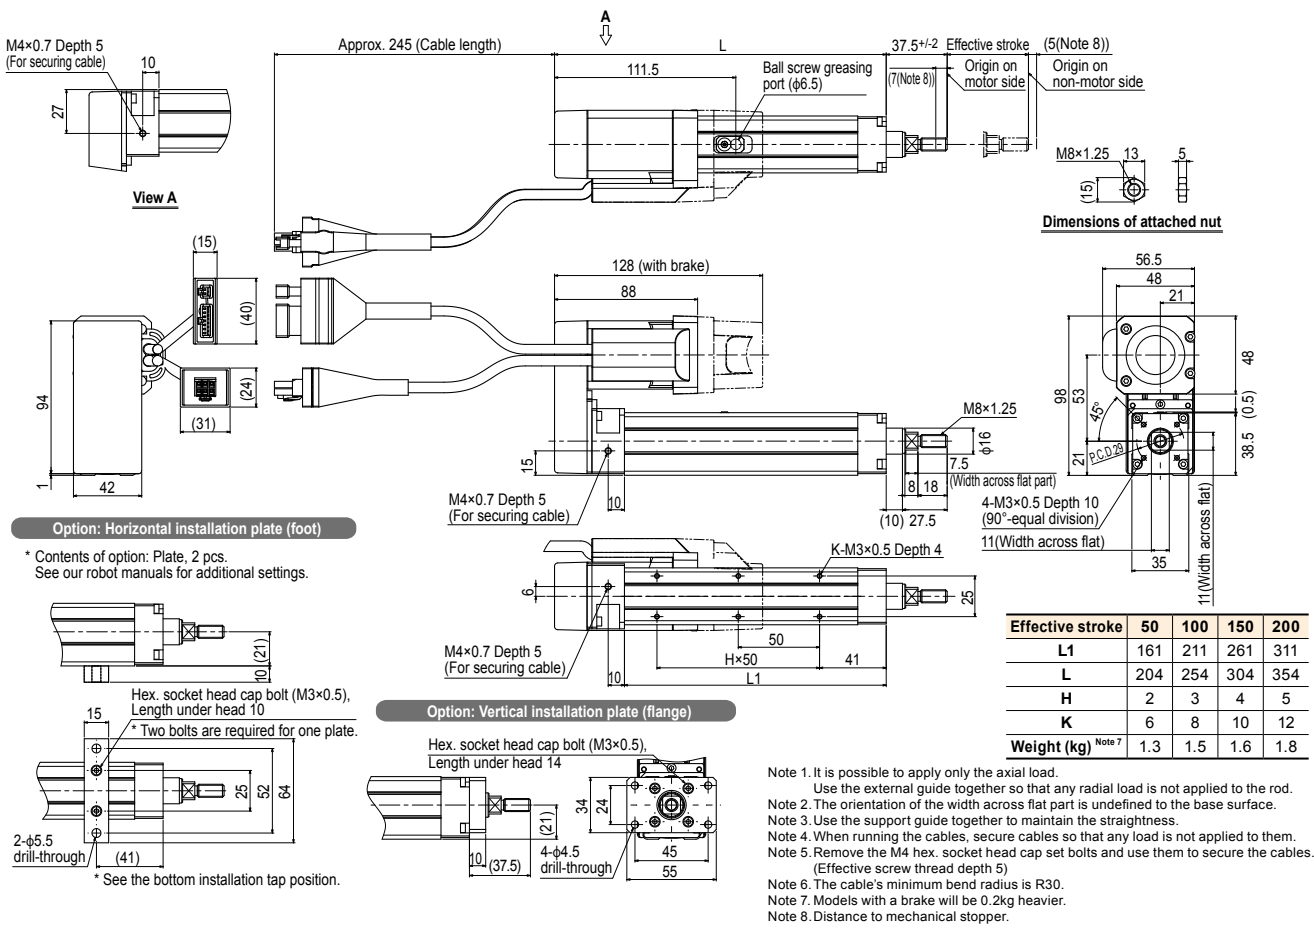 A
M4×0.7 Depth 5
(For securing cable)
10
27
View A
Approx. 245 (Cable length)
L
37.5+/-2
Effective stroke
(5(Note 8))
111.5
Ball screw greasing
port (ϕ6.5)
(7(Note 8))
Origin on
motor side
Origin on
non-motor side
M8×1.25
13
5
(15)
Dimensions of attached nut
(15)
(40)
(24)
(31)
94
1
42
128 (with brake)
88
M8×1.25
ϕ16
7.5
(Width across flat part)
15
10
8
18
(10)
27.5
M4×0.7 Depth 5
(For securing cable)
56.5
48
21
98
53
45°
P.C.D.29
21
48
(0.5)
38.5
4-M3×0.5 Depth 10
(90°-equal division)
11(Width across flat)
35
11(Width across flat)
Option: Horizontal installation plate (foot)
* Contents of option: Plate, 2 pcs.
See our robot manuals for additional settings.
(21)
10
Hex. socket head cap bolt (M3×0.5),
Length under head 10
* Two bolts are required for one plate.
15
25
52
64
2-ϕ5.5
drill-through
(41)
* See the bottom installation tap position.
K-M3×0.5 Depth 4
6
25
50
H×50
41
M4×0.7 Depth 5
(For securing cable)
10
L1
Option: Vertical installation plate (flange)
Hex. socket head cap bolt (M3×0.5),
Length under head 14
(21)
10
(37.5)
34
24
4-ϕ4.5
drill-through
45
55
Effective stroke 50 100 150 200
L1 161 211 261 311
L 204 254 304 354
H 2 3 4 5
K 6 8 10 12
Weight (kg) Note 7 1.3 1.5 1.6 1.8
Note 1. It is possible to apply only the axial load.
Use the external guide together so that any radial load is not applied to the rod.
Note 2. The orientation of the width across flat part is undefined to the base surface.
Note 3. Use the support guide together to maintain the straightness.
Note 4. When running the cables, secure cables so that any load is not applied to them.
Note 5. Remove the M4 hex. socket head cap set bolts and use them to secure the cables.
(Effective screw thread depth 5)
Note 6. The cable's minimum bend radius is R30.
Note 7. Models with a brake will be 0.2kg heavier.
Note 8. Distance to mechanical stopper.